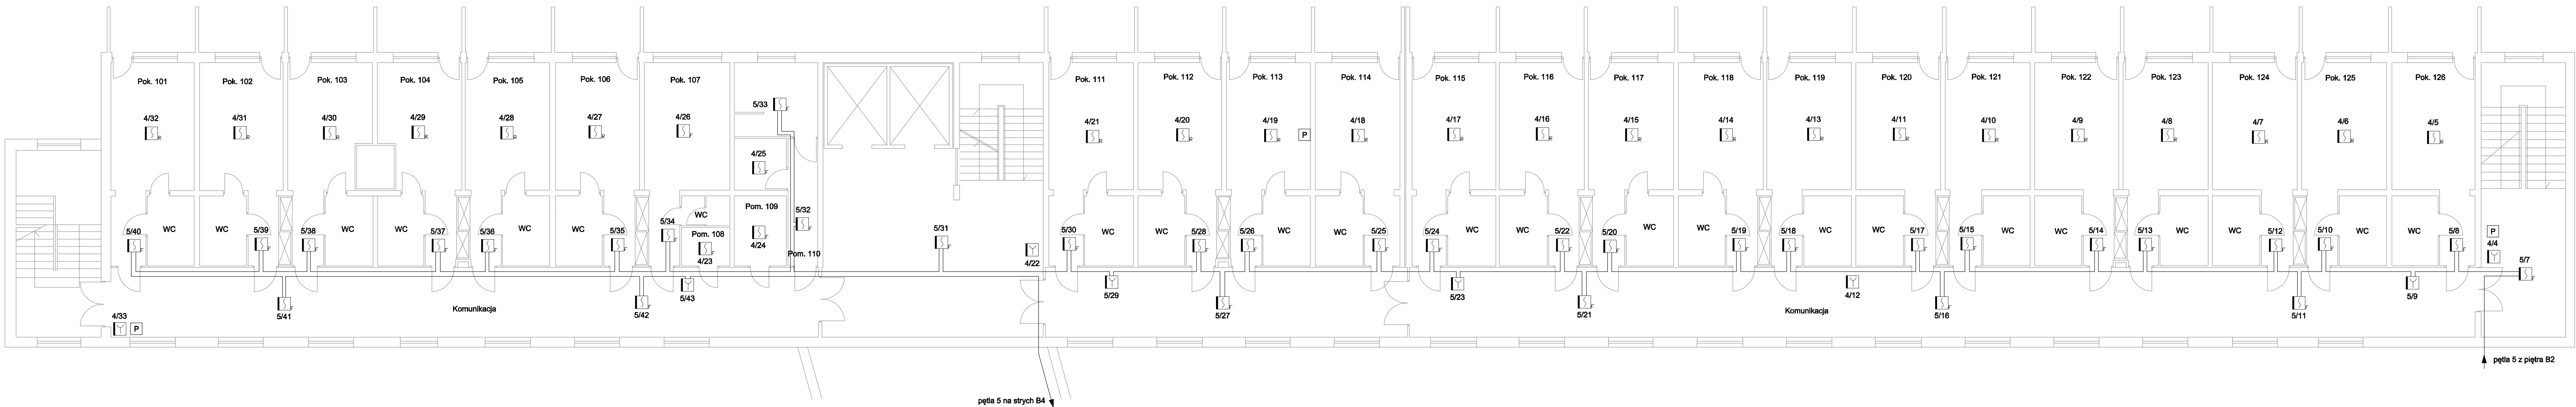 Pok. 101
Pok. 102
Pok. 103
Pok. 104
Pok. 105
Pok. 106
Pok. 107
Pok. 111
Pok. 112
Pok. 113
Pok. 114
Pok. 115
Pok. 116
Pok. 117
Pok. 118
Pok. 119
Pok. 120
Pok. 121
Pok. 122
Pok. 123
Pok. 124
Pok. 125
Pok. 126
5/33
F
4/32
R
4/31
R
4/30
R
4/29
R
4/28
R
4/27
R
4/26
F
4/21
R
4/20
R
4/19
R
P
4/18
R
4/17
R
4/16
R
4/15
R
4/14
R
4/13
R
4/11
R
4/10
R
4/9
R
4/8
R
4/7
R
4/6
R
4/5
R
4/25
F
Pom. 109
4/24
F
5/32
F
WC
Pom. 108
4/23
F
Pom. 110
5/40
F
WC
WC
5/39
F
5/38
F
WC
WC
5/37
F
5/36
F
WC
WC
5/35
F
5/34
F
5/31
F
4/22
5/30
F
WC
WC
5/28
F
5/26
F
WC
WC
5/25
F
5/24
F
WC
WC
5/22
F
5/20
F
WC
WC
5/19
F
5/18
F
WC
WC
5/17
F
5/15
F
WC
WC
5/14
F
5/13
F
WC
WC
5/12
F
5/10
F
WC
WC
5/8
F
P
4/4
5/7
F
5/41
F
5/42
F
5/43
5/29
5/27
F
5/23
5/21
F
4/12
5/16
F
5/11
F
5/9
4/33
P
Komunikacja
Komunikacja
pętla 5 z piętra B2
pętla 5 na strych B4